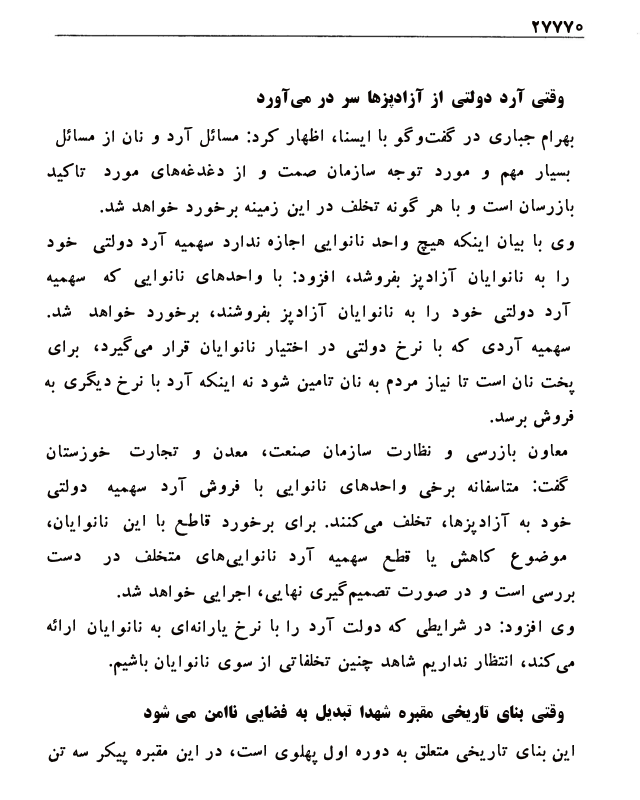 ۲۷۷۷۰
وقتی آرد دولتی از آزادپزها سر در می‌آورد
بهرام جباری در گفت‌وگو با ایسنا، اظهار کرد: مسائل آرد و نان از مسائل
بسیار مهم و مورد توجه سازمان صمت و از دغدغه‌های مورد تاکید
بازرسان است و با هر گونه تخلف در این زمینه برخورد خواهد شد.
وی با بیان اینکه هیچ واحد نانوایی اجازه ندارد سهمیه آرد دولتی خود
را به نانوایان آزادپز بفروشد، افزود: با واحدهای نانوایی که سهمیه
آرد دولتی خود را به نانوایان آزادپز بفروشند، برخورد خواهد شد.
سهمیه آردی که با نرخ دولتی در اختیار نانوایان قرار می‌گیرد، برای
پخت نان است تا نیاز مردم به نان تامین شود نه اینکه آرد با نرخ دیگری به
فروش برسد.
معاون بازرسی و نظارت سازمان صنعت، معدن و تجارت خوزستان
گفت: متاسفانه برخی واحدهای نانوایی با فروش آرد سهمیه دولتی
خود به آزادپزها، تخلف می‌کنند. برای برخورد قاطع با این نانوایان،
موضوع کاهش یا قطع سهمیه آرد نانوایی‌های متخلف در دست
بررسی است و در صورت تصمیم‌گیری نهایی، اجرایی خواهد شد.
وی افزود: در شرایطی که دولت آرد را با نرخ یارانه‌ای به نانوایان ارائه
می‌کند، انتظار نداریم شاهد چنین تخلفاتی از سوی نانوایان باشیم.
وقتی بنای تاریخی مقبره شهدا تبدیل به فضایی ناامن می شود
این بنای تاریخی متعلق به دوره اول پهلوی است، در این مقبره پیکر سه تن